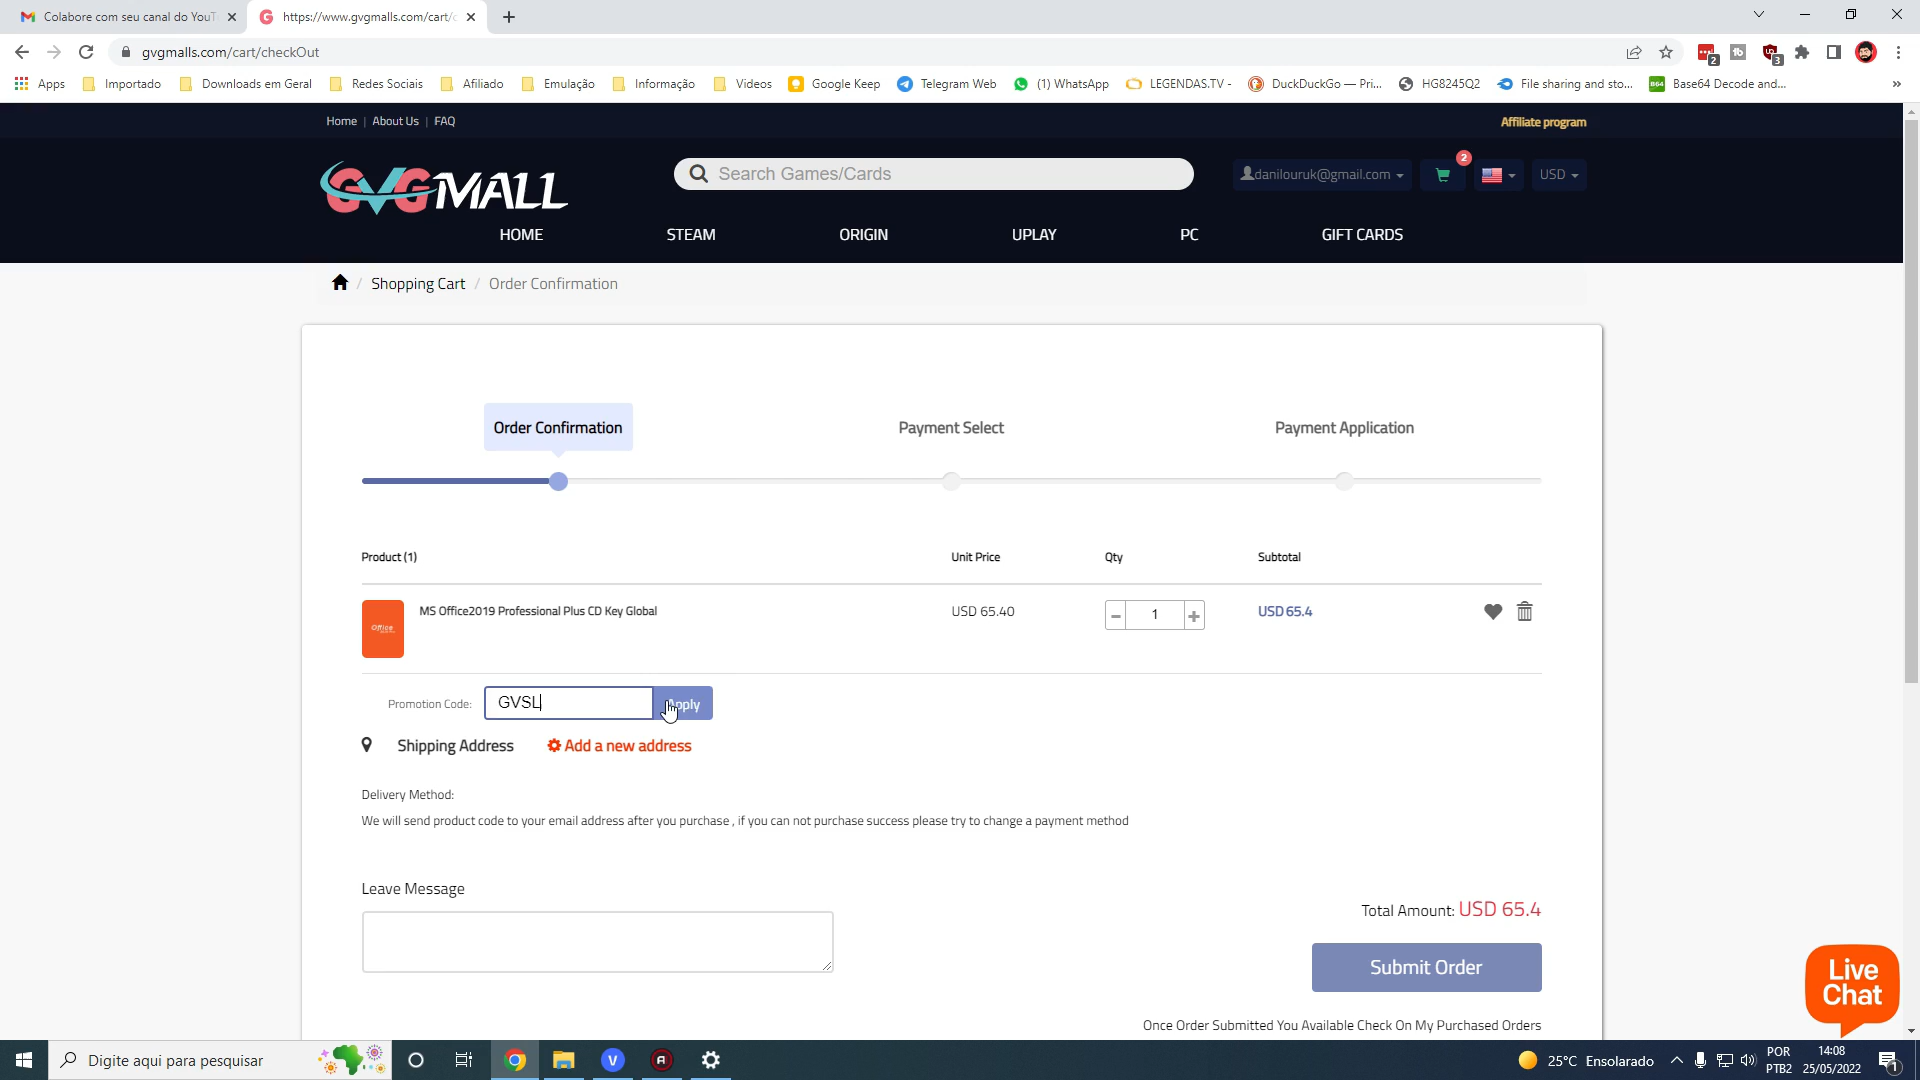 Colabore com seu canal do YouT
https://www.gvgmalls.com/cart/c
gvgmalls.com/cart/checkOut
2
3
Apps
Importado
Downloads em Geral
Redes Sociais
Afiliado
Emulação
Informação
Videos
Google Keep
Telegram Web
(1) WhatsApp
LEGENDAS.TV -
DuckDuckGo — Pri...
HG8245Q2
File sharing and sto...
Base64 Decode and...
»
Home | About Us | FAQ
Affiliate program
GVGMALL
Search Games/Cards
danilouruk@gmail.com
2
USD
HOME
STEAM
ORIGIN
UPLAY
PC
GIFT CARDS
/ Shopping Cart / Order Confirmation
Order Confirmation
Payment Select
Payment Application
Product (1)
Unit Price
Qty
Subtotal
Office
MS Office2019 Professional Plus CD Key Global
USD 65.40
1
USD 65.4
Promotion Code:
GVSL
Apply
Shipping Address
Add a new address
Delivery Method:
We will send product code to your email address after you purchase , if you can not purchase success please try to change a payment method
Leave Message
Total Amount: USD 65.4
Submit Order
Once Order Submitted You Available Check On My Purchased Orders
Live
Chat
Digite aqui para pesquisar
V
25°C Ensolarado
POR
PTB2
14:08
25/05/2022
1